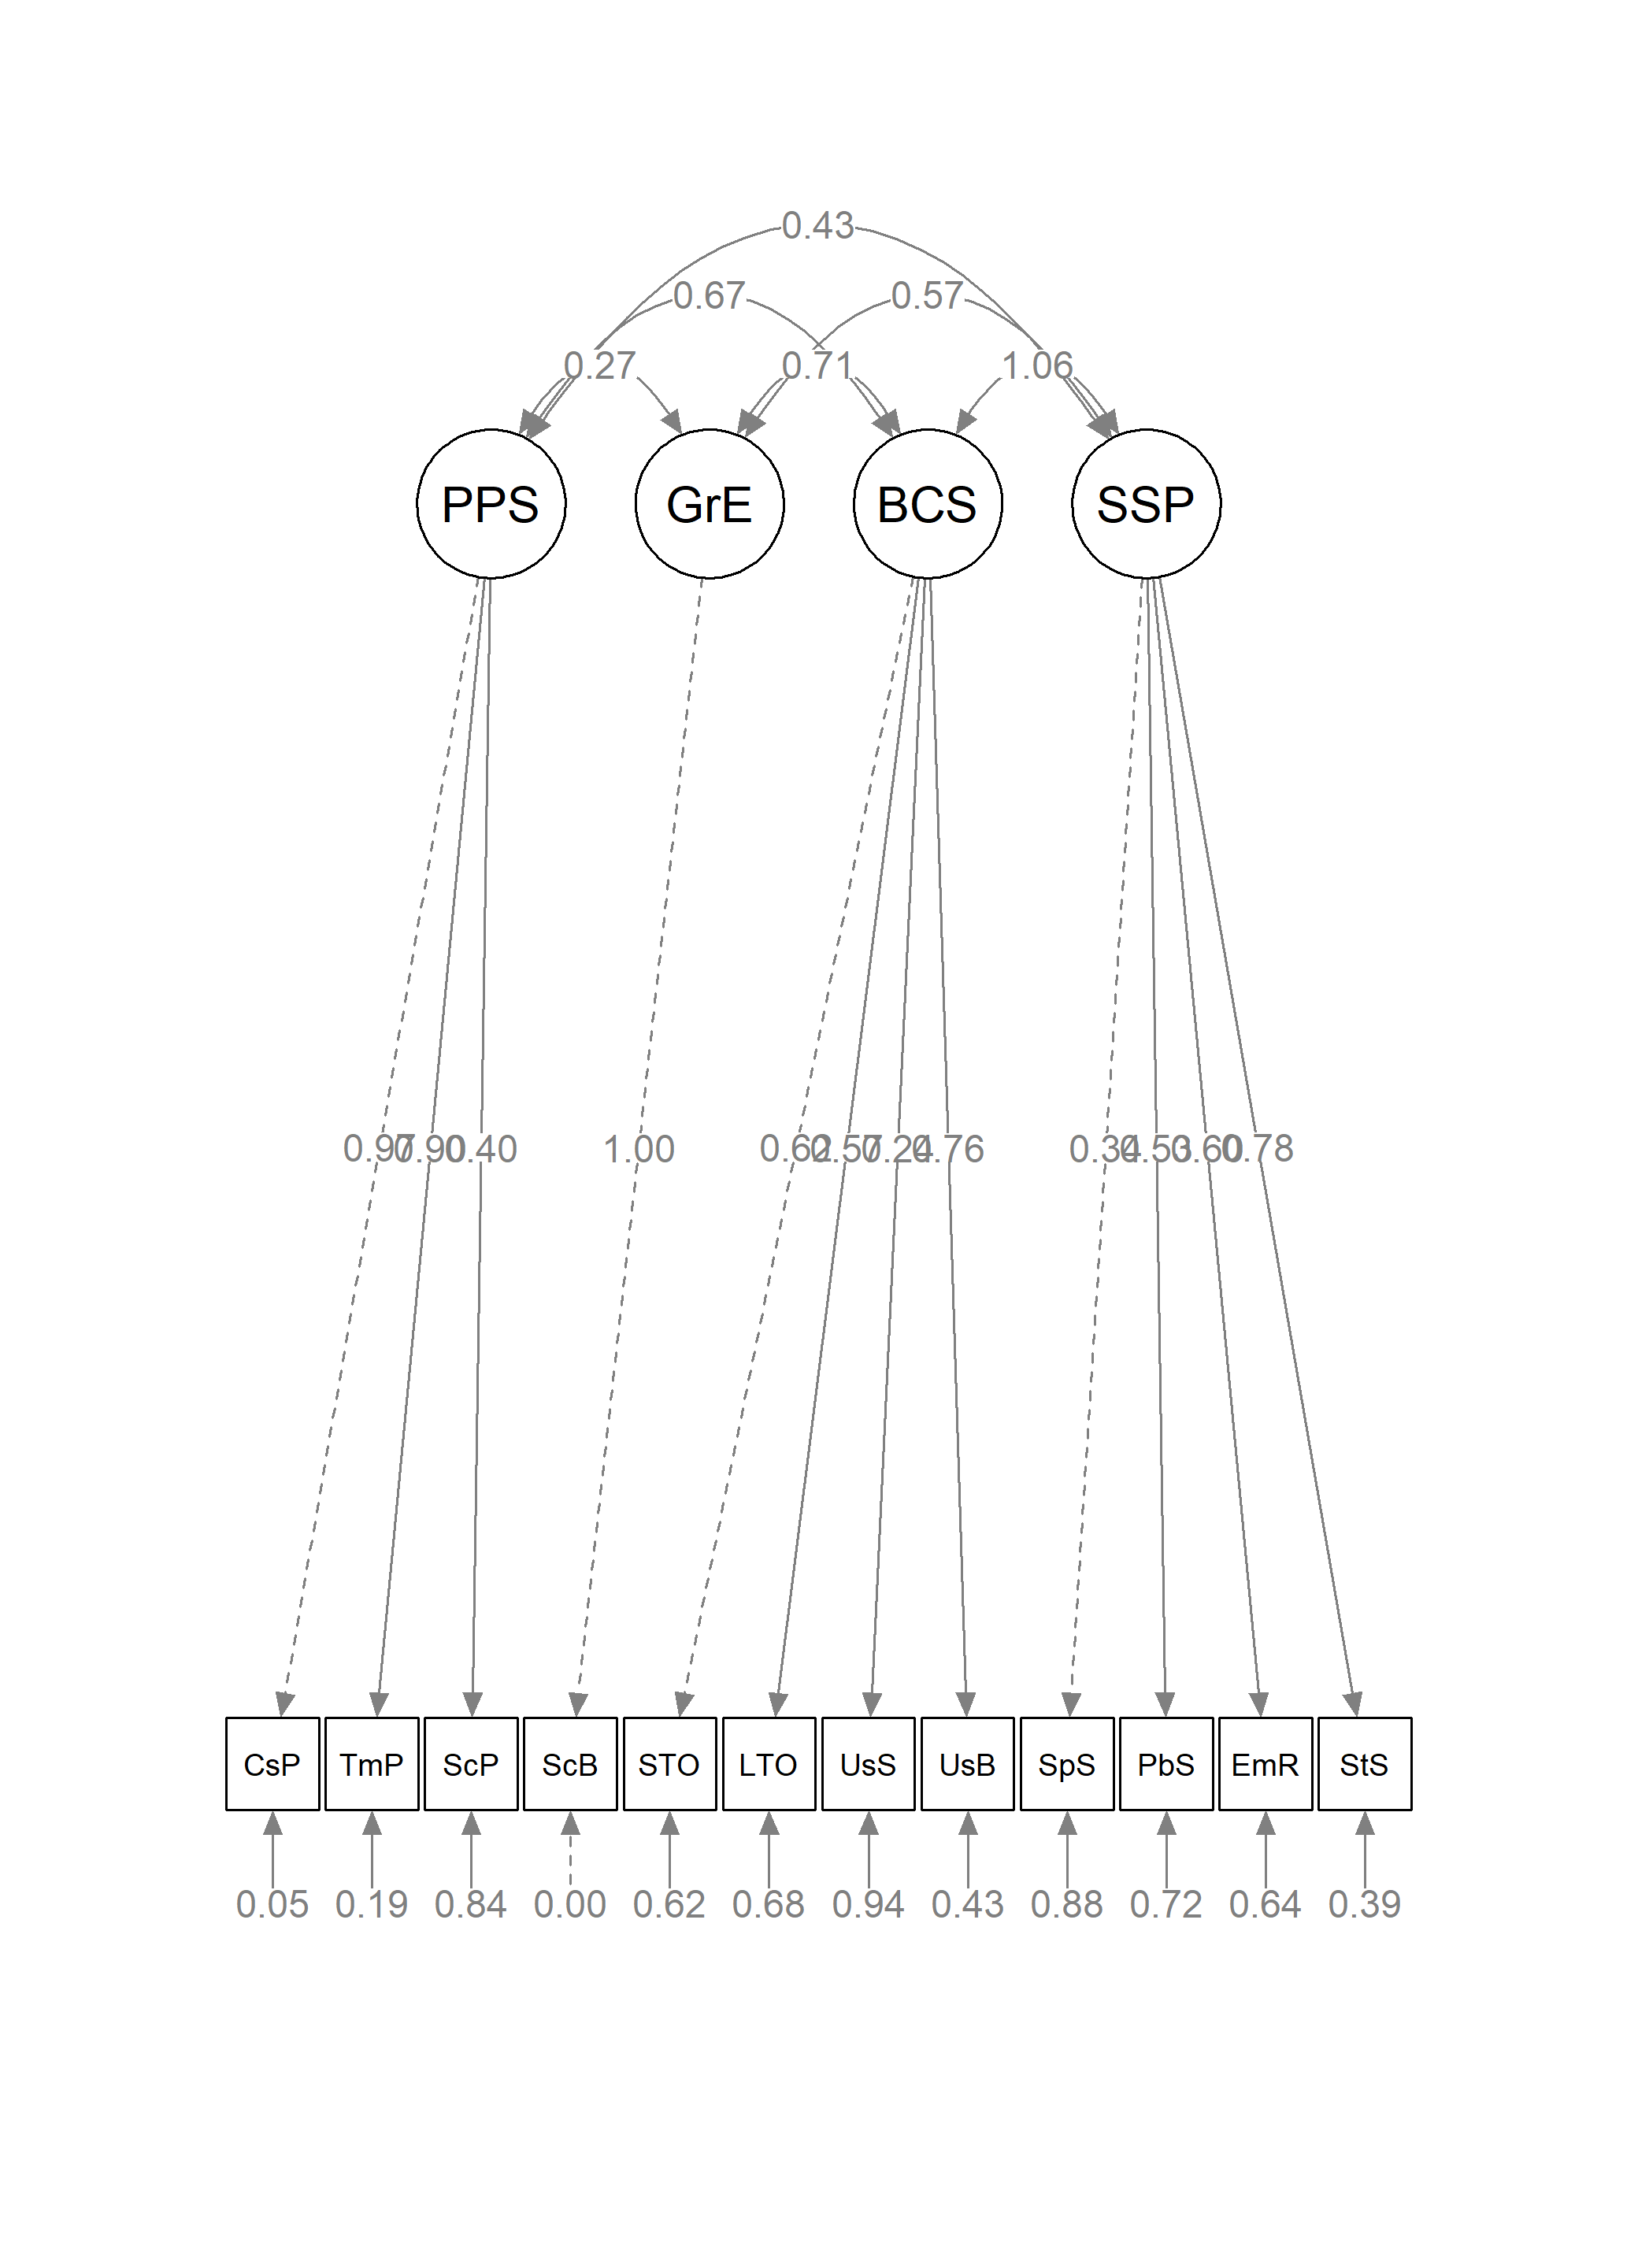 0.43
0.67 0.57
0.27 0.71 1.06
PPS GrE BCS SSP
0.97 0.90 0.40 1.00 0.62 0.57 0.24 0.76 0.34 0.53 0.60 0.78
CsP TmP ScP ScB STO LTO UsS UsB SpS PbS EmR StS
0.05 0.19 0.84 0.00 0.62 0.68 0.94 0.43 0.88 0.72 0.64 0.39